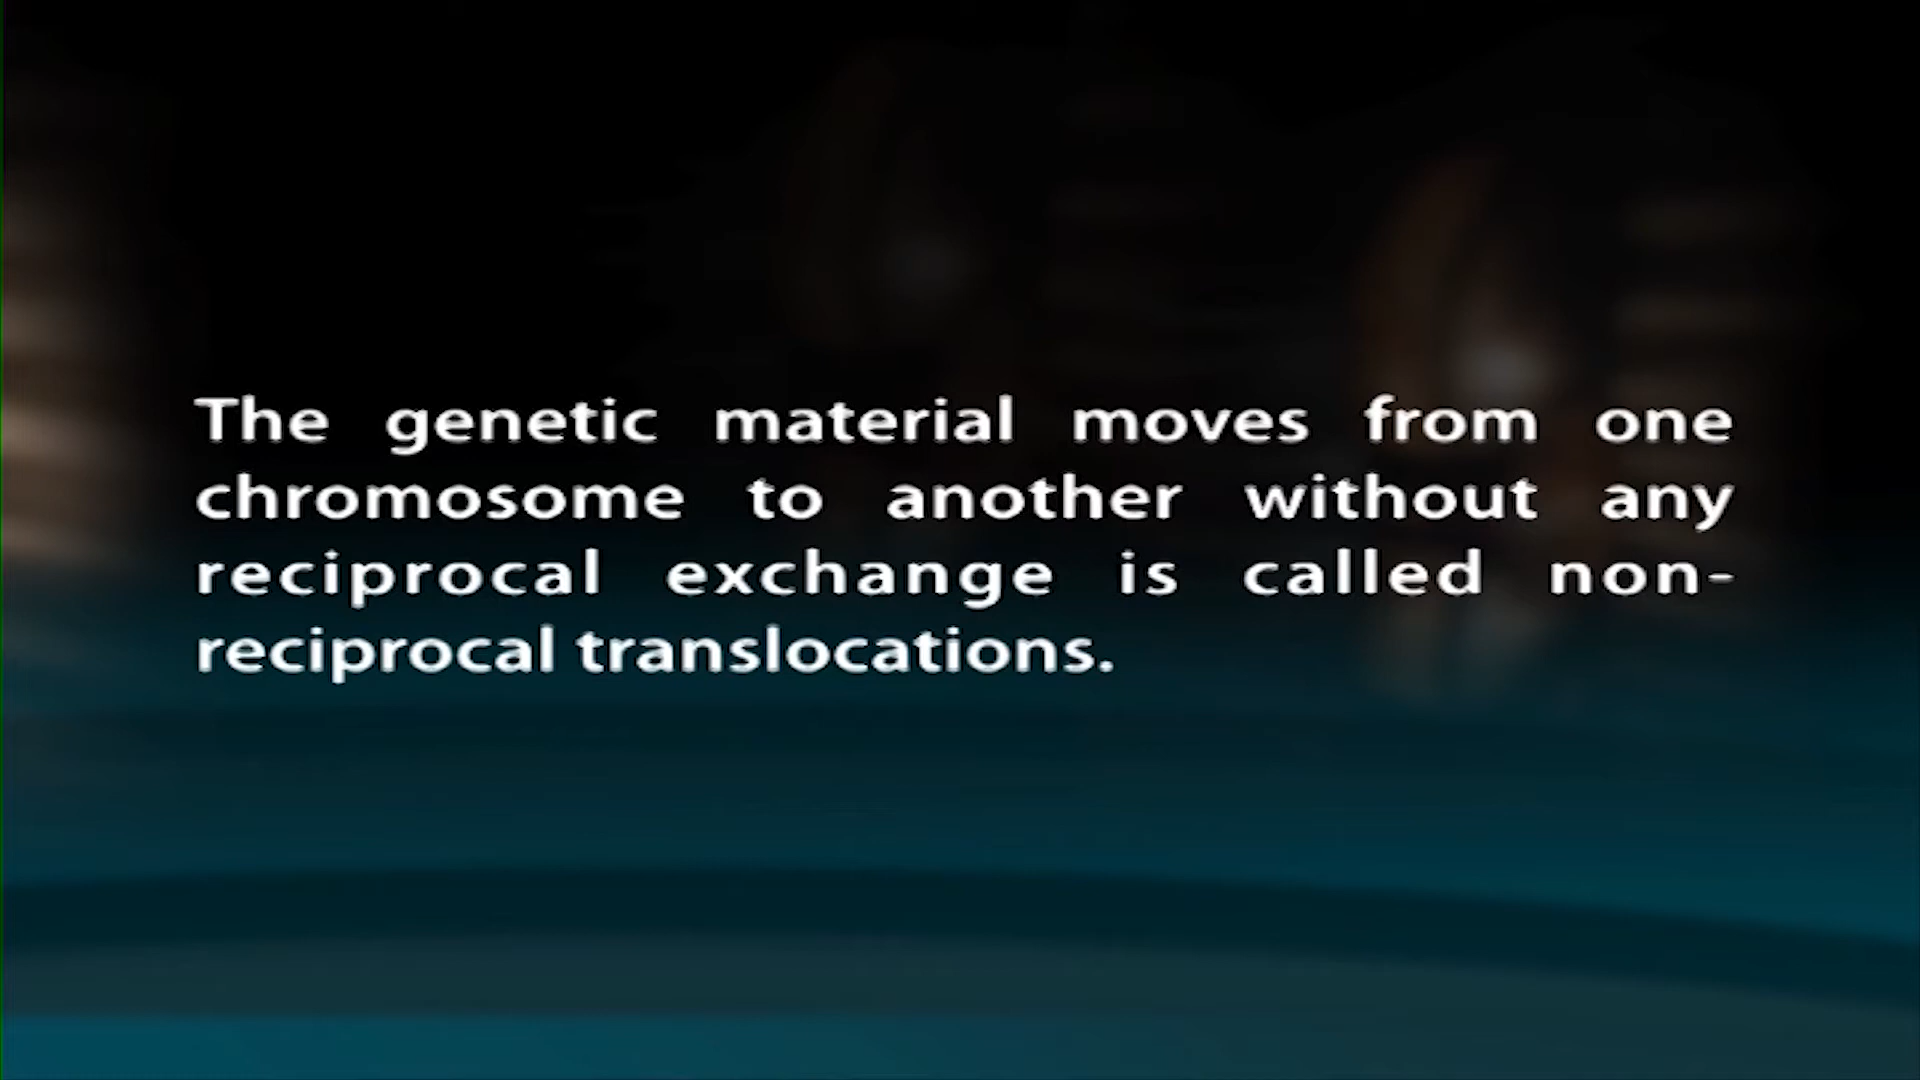 The genetic material moves from one
chromosome to another without any
reciprocal exchange is called non-
reciprocal translocations.